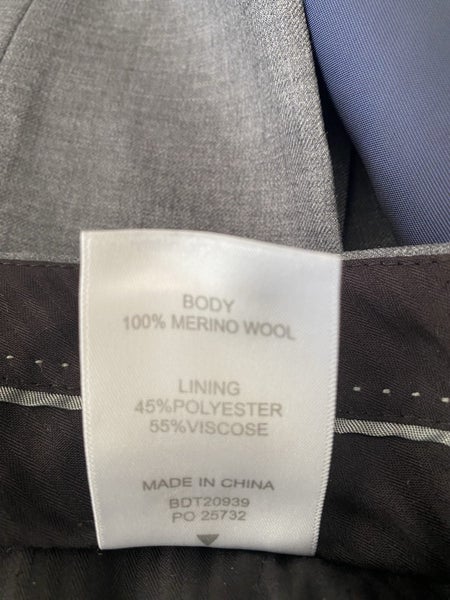 BODY
100% MERINO WOOL
LINING
45%POLYESTER
55%VISCOSE
MADE IN CHINA
BDT20939
PO 25732